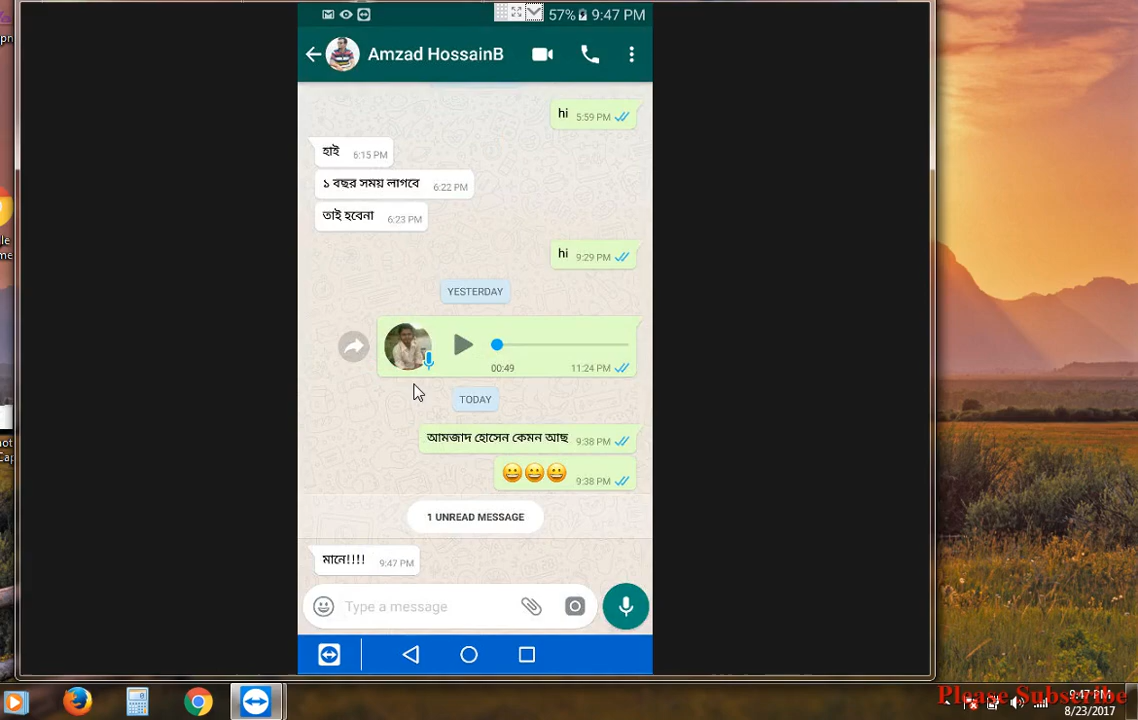 57% 9:47 PM
Amzad HossainB
hi 5:59 PM
হাই 6:15 PM
১ বছর সময় লাগবে 6:22 PM
তাই হবেনা 6:23 PM
hi 9:29 PM
YESTERDAY
00:49 11:24 PM
TODAY
আমজাদ হোসেন কেমন আছ 9:38 PM
9:38 PM
1 UNREAD MESSAGE
মানে!!!! 9:47 PM
Type a message
Please Subscribe
9:47 PM
8/23/2017